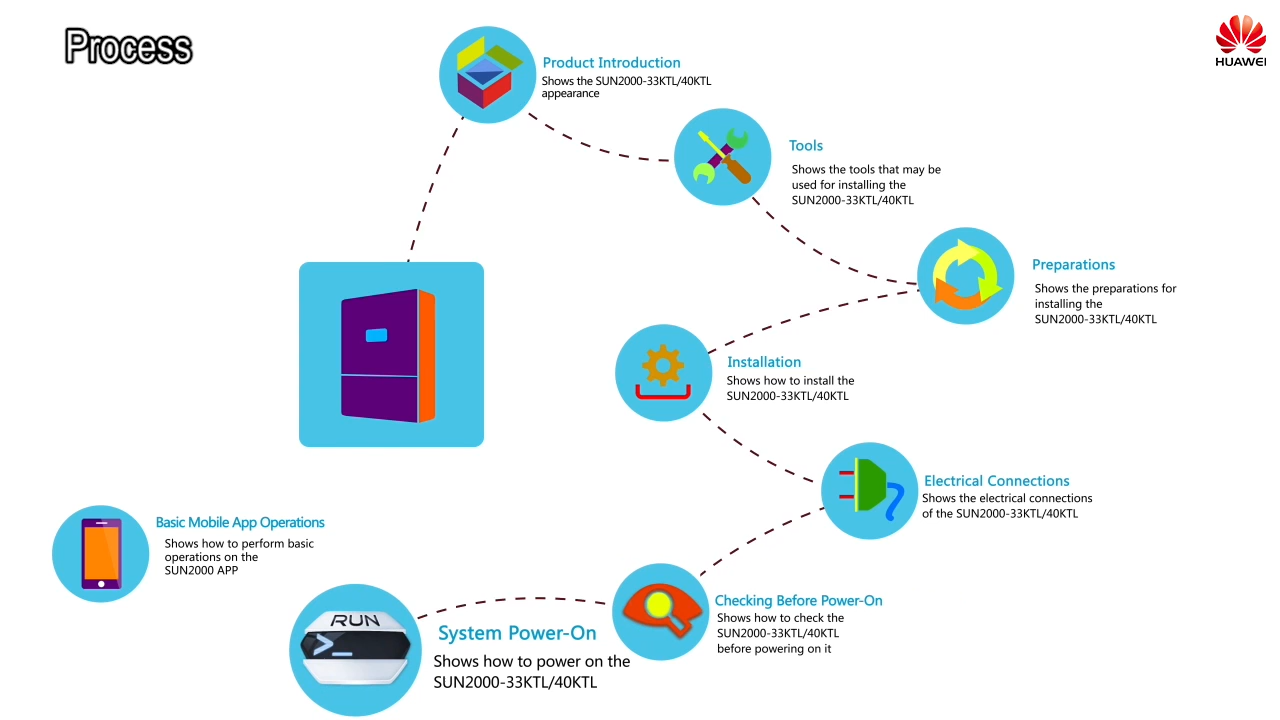 Process
HUAWEI
Product Introduction
Shows the SUN2000-33KTL/40KTL
appearance
Tools
Shows the tools that may be
used for installing the
SUN2000-33KTL/40KTL
Preparations
Shows the preparations for
installing the
SUN2000-33KTL/40KTL
Installation
Shows how to install the
SUN2000-33KTL/40KTL
Electrical Connections
Shows the electrical connections
of the SUN2000-33KTL/40KTL
Checking Before Power-On
Shows how to check the
SUN2000-33KTL/40KTL
before powering on it
RUN
>_
System Power-On
Shows how to power on the
SUN2000-33KTL/40KTL
Basic Mobile App Operations
Shows how to perform basic
operations on the
SUN2000 APP